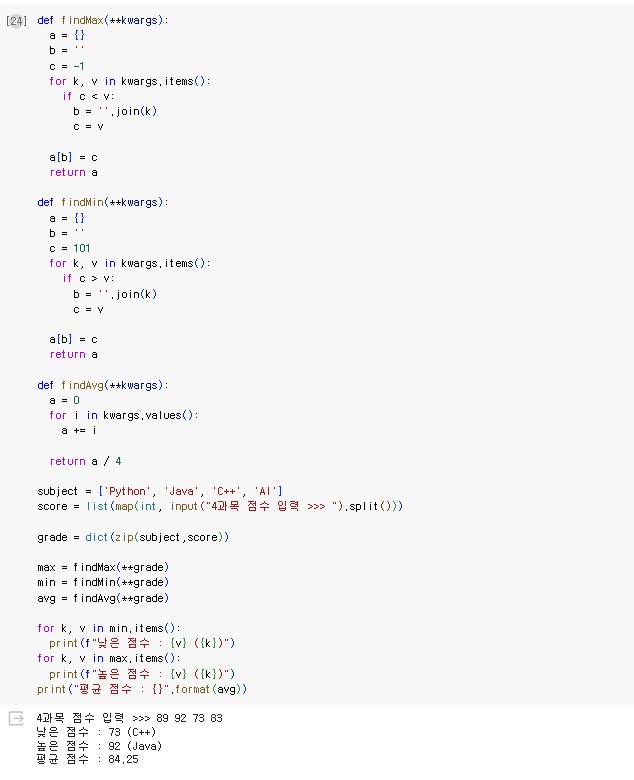 [24] def findMax(**kwargs):
  a = {}
  b = ''
  c = -1
  for k, v in kwargs.items():
    if c < v:
      b = ''.join(k)
      c = v

  a[b] = c
  return a

def findMin(**kwargs):
  a = {}
  b = ''
  c = 101
  for k, v in kwargs.items():
    if c > v:
      b = ''.join(k)
      c = v

  a[b] = c
  return a

def findAvg(**kwargs):
  a = 0
  for i in kwargs.values():
    a += i

  return a / 4

subject = ['Python', 'Java', 'C++', 'AI']
score = list(map(int, input("4과목 점수 입력 >>> ").split()))

grade = dict(zip(subject,score))

max = findMax(**grade)
min = findMin(**grade)
avg = findAvg(**grade)

for k, v in min.items():
  print(f"낮은 점수 : {v} ({k})")
for k, v in max.items():
  print(f"높은 점수 : {v} ({k})")
print("평균 점수 : {}".format(avg))

4과목 점수 입력 >>> 89 92 73 83
낮은 점수 : 73 (C++)
높은 점수 : 92 (Java)
평균 점수 : 84.25